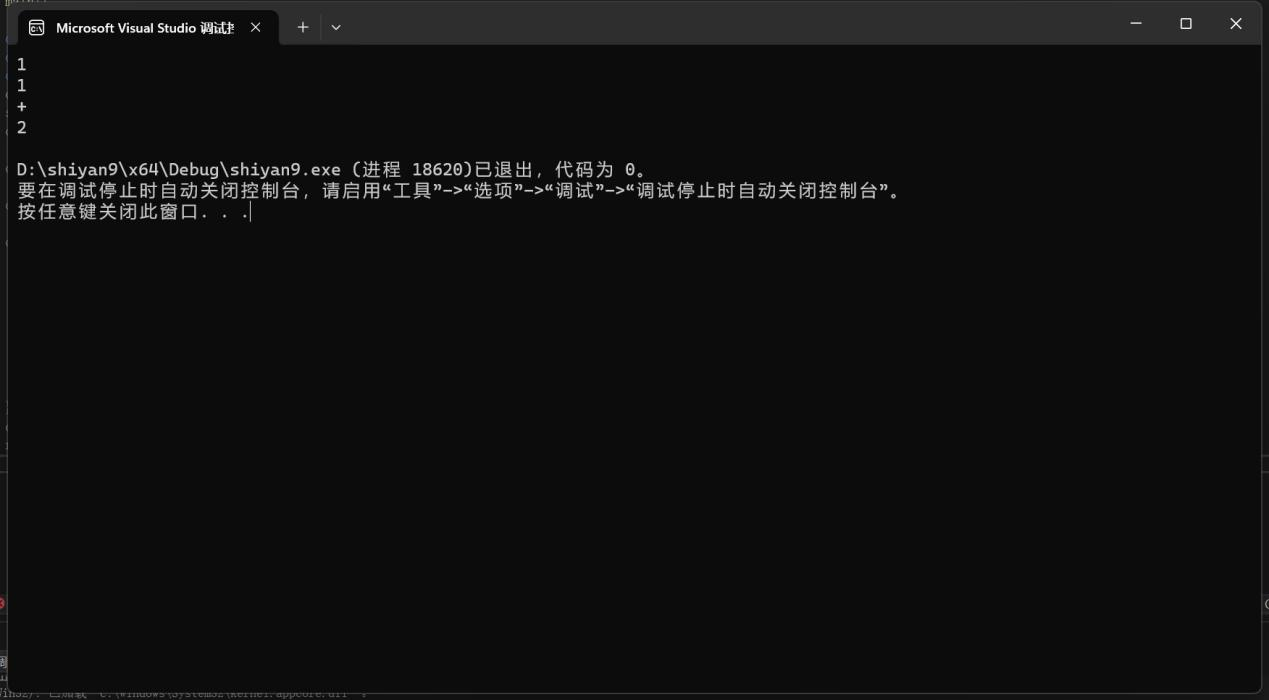 Microsoft Visual Studio 调试
1
1
+
2
D:\shiyan9\x64\Debug\shiyan9.exe (进程 18620)已退出，代码为 0。
要在调试停止时自动关闭控制台，请启用“工具”->“选项”->“调试”->“调试停止时自动关闭控制台”。
按任意键关闭此窗口. . .